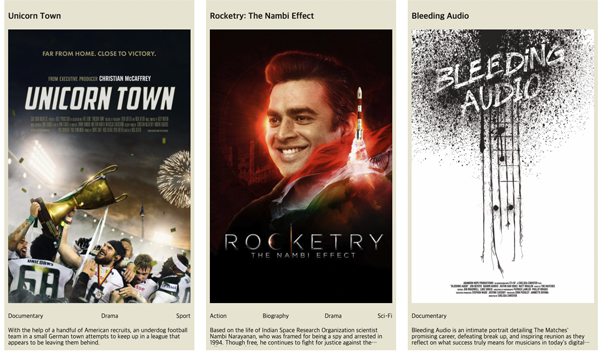 Unicorn Town
FAR FROM HOME. CLOSE TO VICTORY.
FROM EXECUTIVE PRODUCER CHRISTIAN McCAFFREY
UNICORN TOWN
UNICORNS
Documentary Drama Sport
With the help of a handful of American recruits, an underdog football
team in a small German town attempts to keep up in a league that
appears to be leaving them behind.
Rocketry: The Nambi Effect
ROCKETRY
THE NAMBI EFFECT
Action Biography Drama Sci-Fi
Based on the life of Indian Space Research Organization scientist
Nambi Narayanan, who was framed for being a spy and arrested in
1994. Though free, he continues to fight for justice against the…
Bleeding Audio
BLEEDING
AUDIO
Documentary
Bleeding Audio is an intimate portrait detailing The Matches'
promising career, defeating break up, and inspiring reunion as they
reflect on what success truly means for musicians in today's digital…